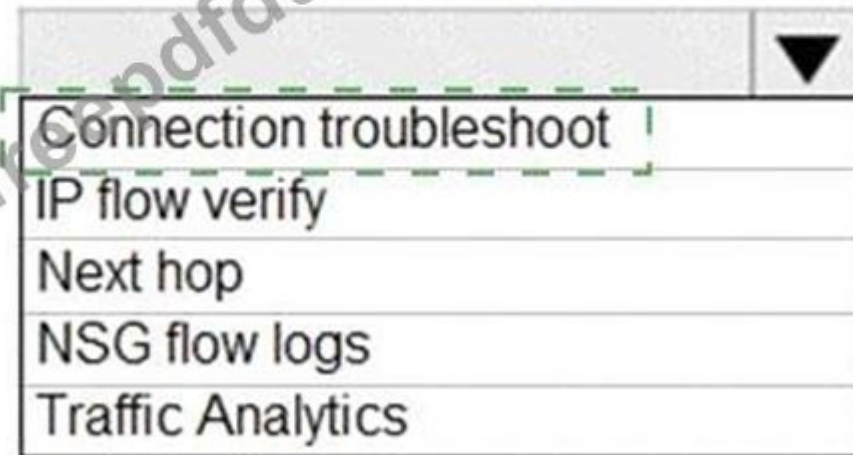 Connection troubleshoot
IP flow verify
Next hop
NSG flow logs
Traffic Analytics